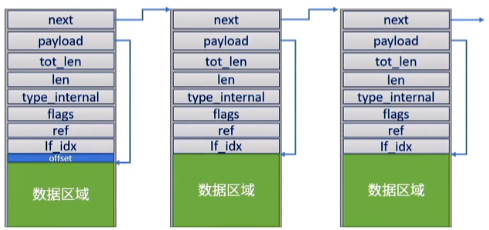 next
payload
tot_len
len
type_internal
flags
ref
If_idx
offset
数据区域
next
payload
tot_len
len
type_internal
flags
ref
If_idx
数据区域
next
payload
tot_len
len
type_internal
flags
ref
If_idx
数据区域